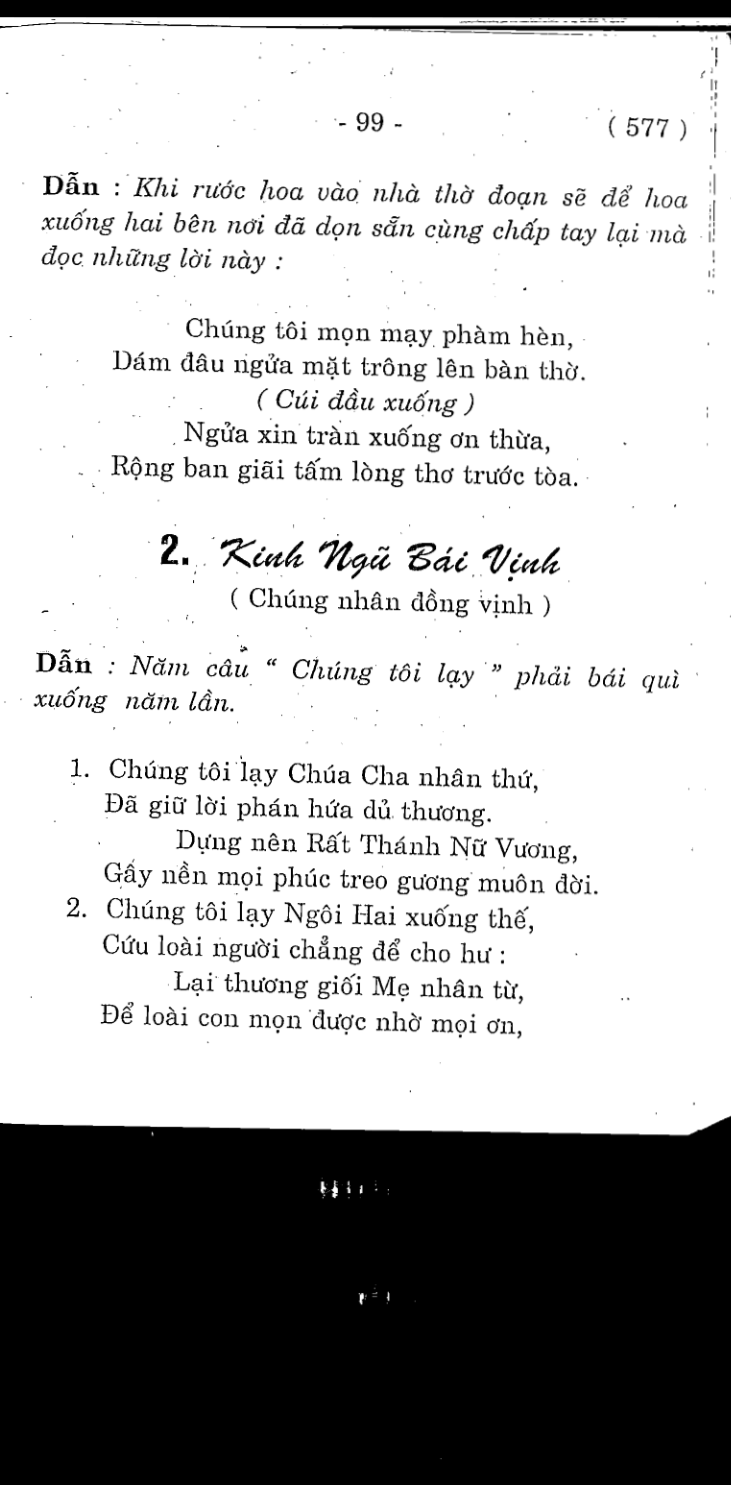 - 99 -
( 577 )
Dẫn : Khi rước hoa vào nhà thờ đoạn sẽ để hoa
xuống hai bên nơi đã dọn sẵn cùng chấp tay lại mà
đọc những lời này :
Chúng tôi mọn mạy phàm hèn,
Dám đâu ngửa mặt trông lên bàn thờ.
( Cúi đầu xuống )
Ngửa xin tràn xuống ơn thừa,
Rộng ban giãi tấm lòng thơ trước tòa.
2. Kinh Ngũ Bái Vịnh
( Chúng nhân đồng vịnh )
Dẫn : Năm câu “ Chúng tôi lạy ” phải bái quì
xuống năm lần.
1. Chúng tôi lạy Chúa Cha nhân thứ,
Đã giữ lời phán hứa dủ thương.
Dựng nên Rất Thánh Nữ Vương,
Gầy nền mọi phúc treo gương muôn đời.
2. Chúng tôi lạy Ngôi Hai xuống thế,
Cứu loài người chẳng để cho hư :
Lại thương giối Mẹ nhân từ,
Để loài con mọn được nhờ mọi ơn,